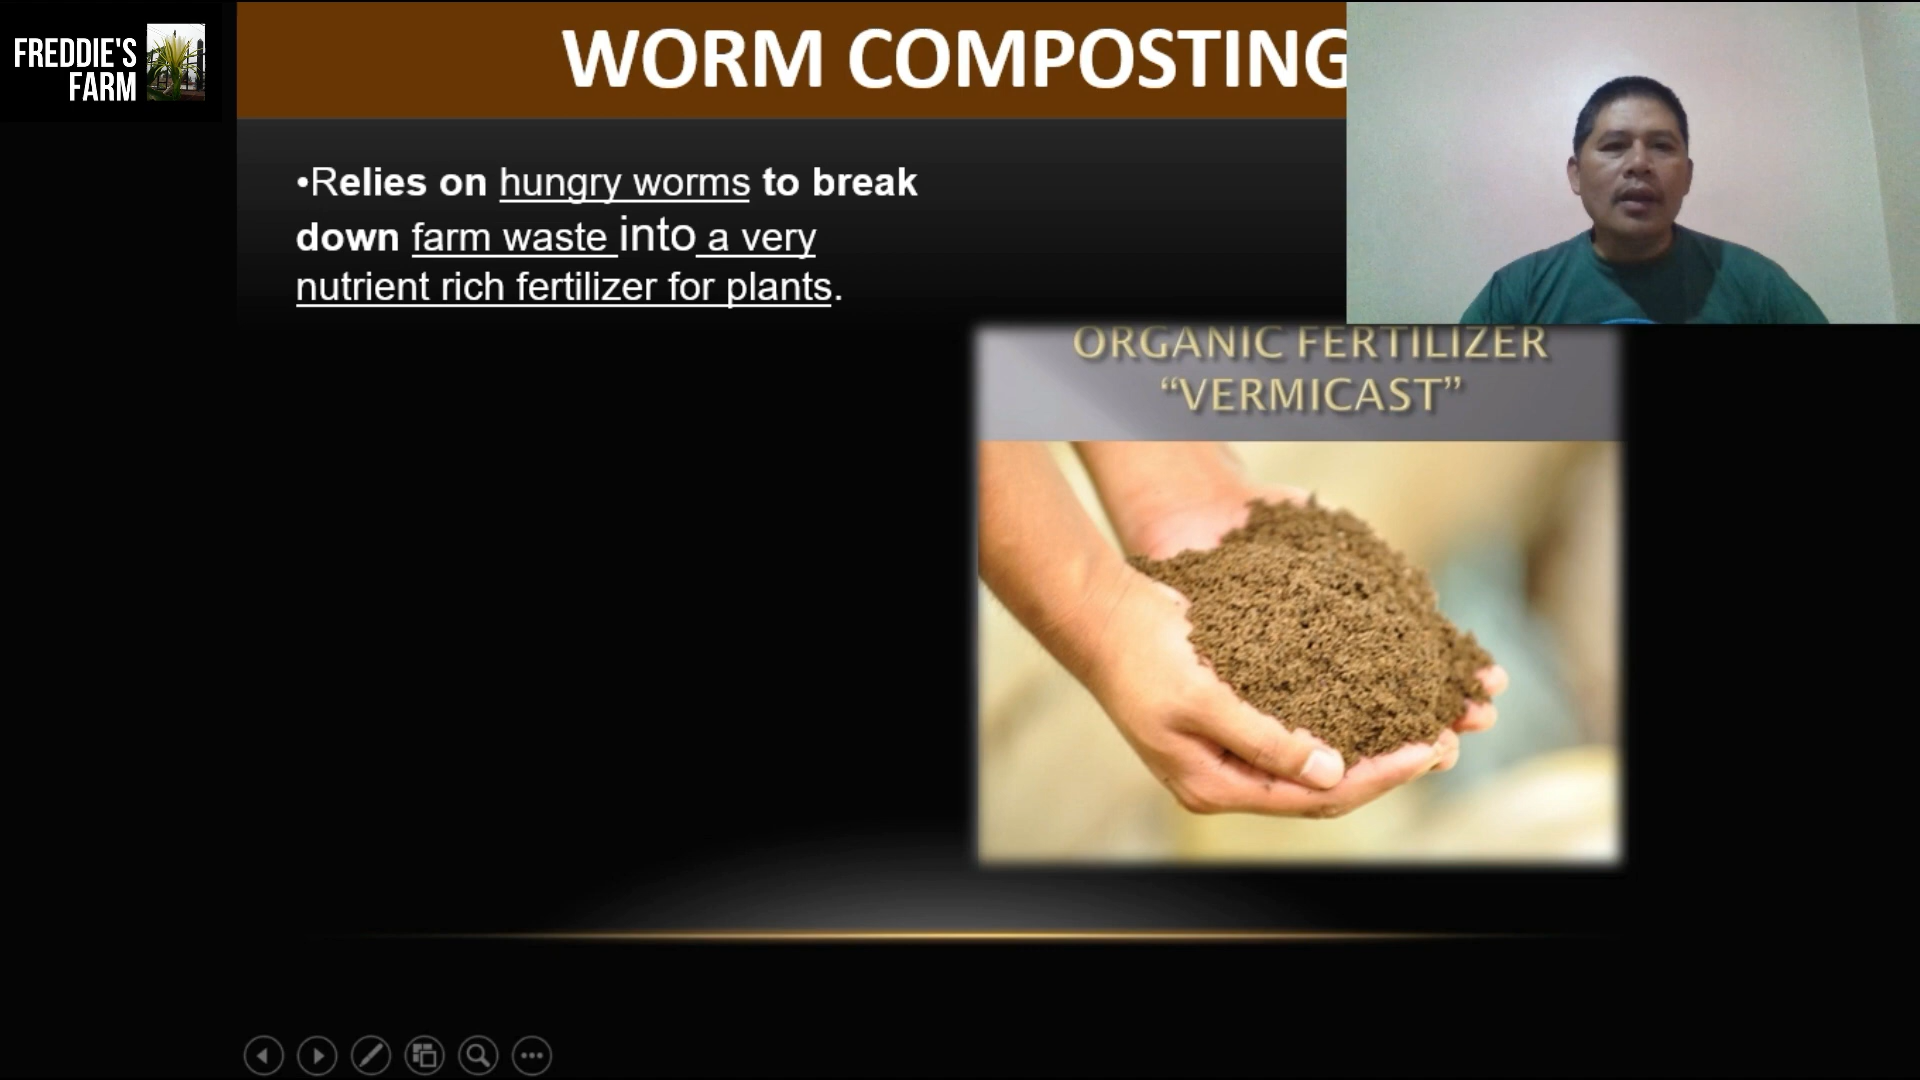 FREDDIE'S
FARM
WORM COMPOSTING
•Relies on hungry worms to break
down farm waste into a very
nutrient rich fertilizer for plants.
ORGANIC FERTILIZER
“VERMICAST”